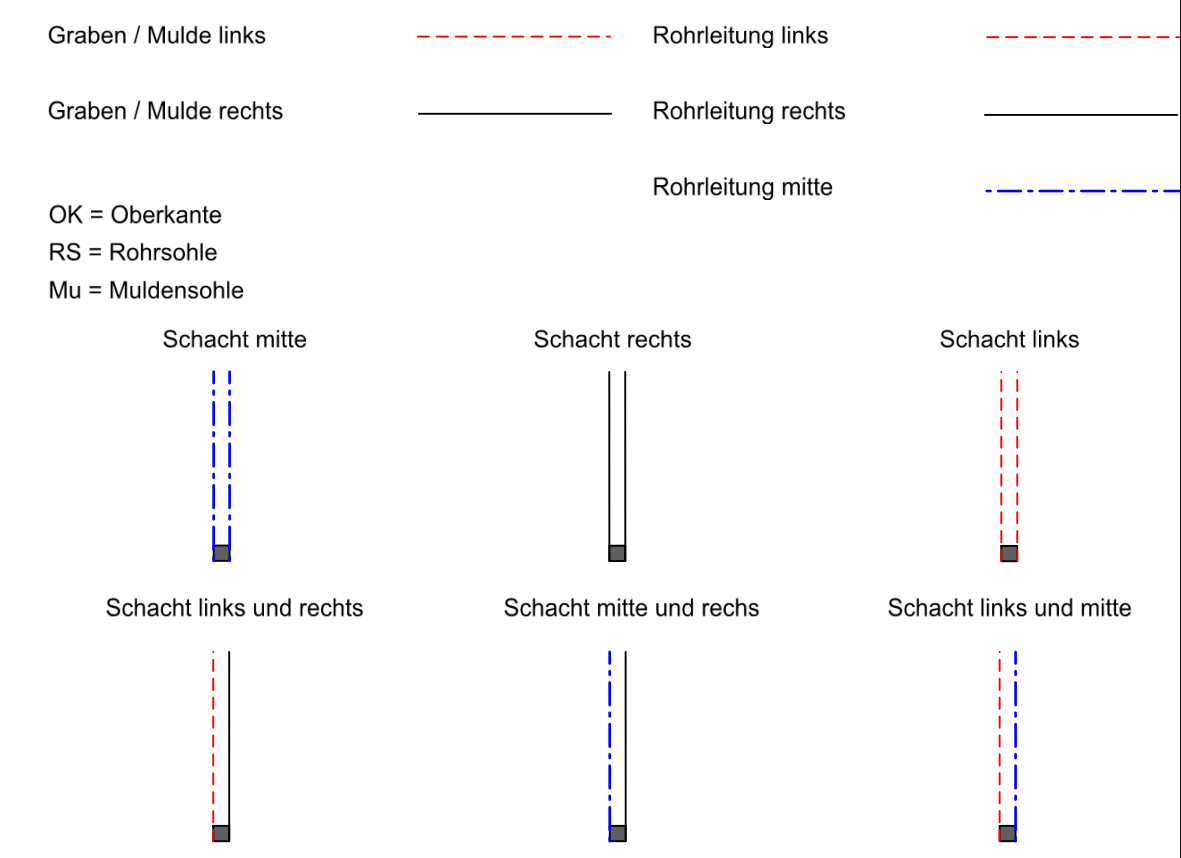 Graben / Mulde links
Rohrleitung links
Graben / Mulde rechts
Rohrleitung rechts
Rohrleitung mitte
OK = Oberkante
RS = Rohrsohle
Mu = Muldensohle
Schacht mitte
Schacht rechts
Schacht links
Schacht links und rechts
Schacht mitte und rechs
Schacht links und mitte